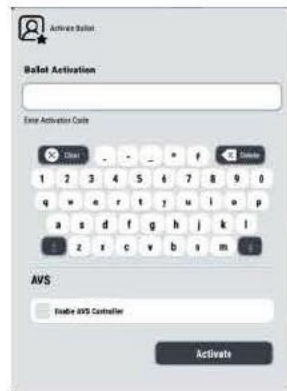 Activate Ballot
Ballot Activation
Enter Activation Code
Clear - - _ * # Delete
1 2 3 4 5 6 7 8 9 0
q w e r t y u i o p
a s d f g h j k l
z x c v b n m
AVS
Enable AVS Controller
Activate